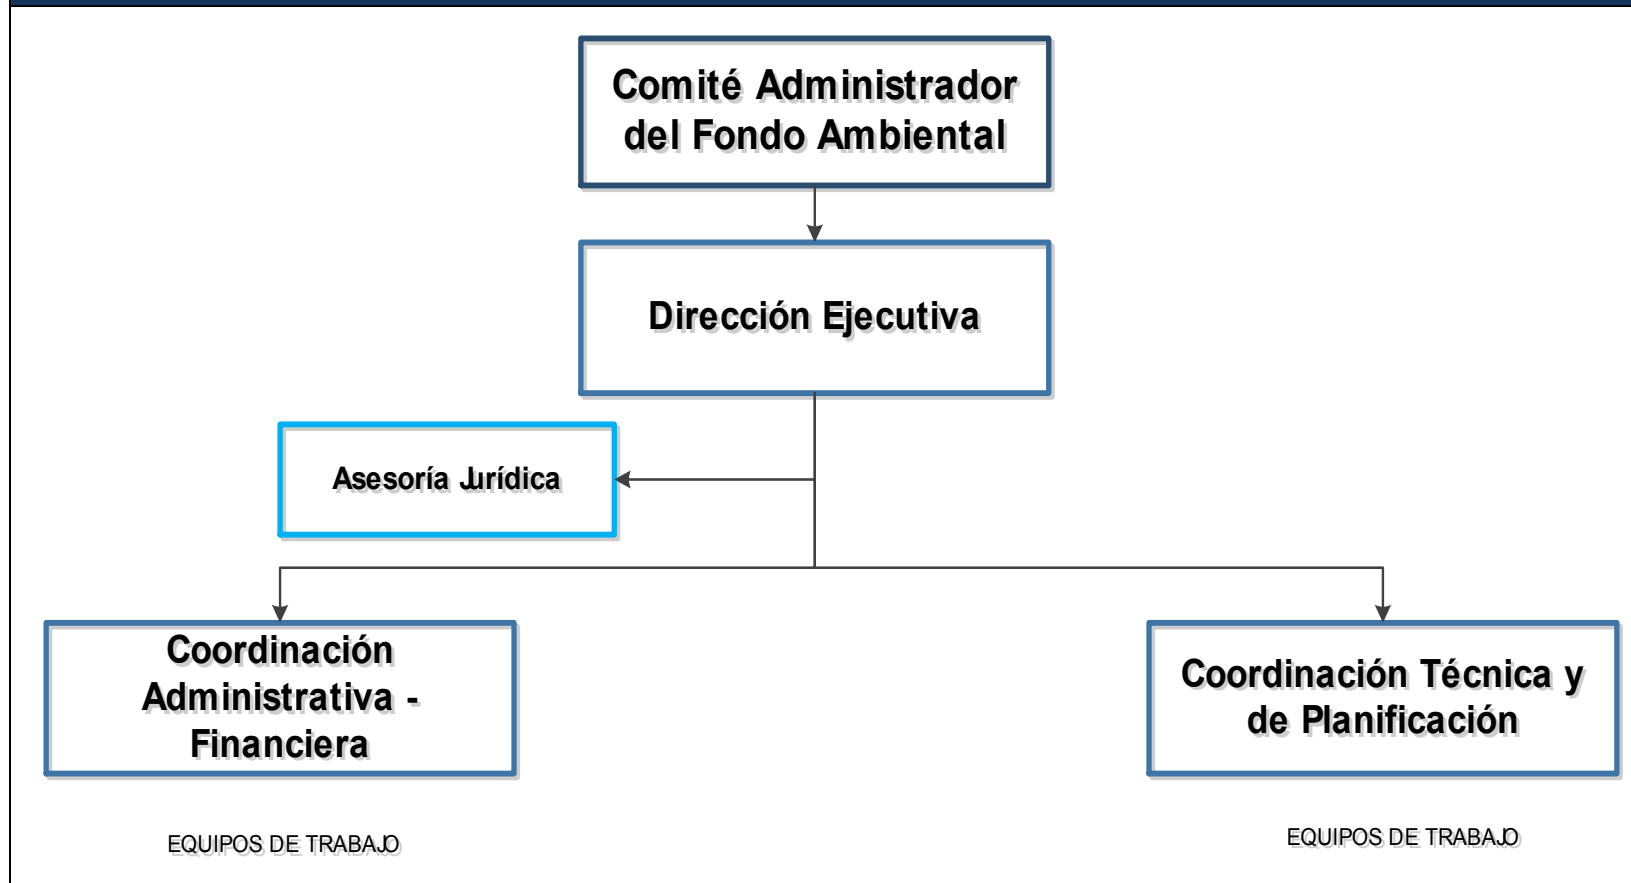 Comité Administrador
del Fondo Ambiental
Dirección Ejecutiva
Asesoría Jurídica
Coordinación
Administrativa -
Financiera
Coordinación Técnica y
de Planificación
EQUIPOS DE TRABAJO
EQUIPOS DE TRABAJO